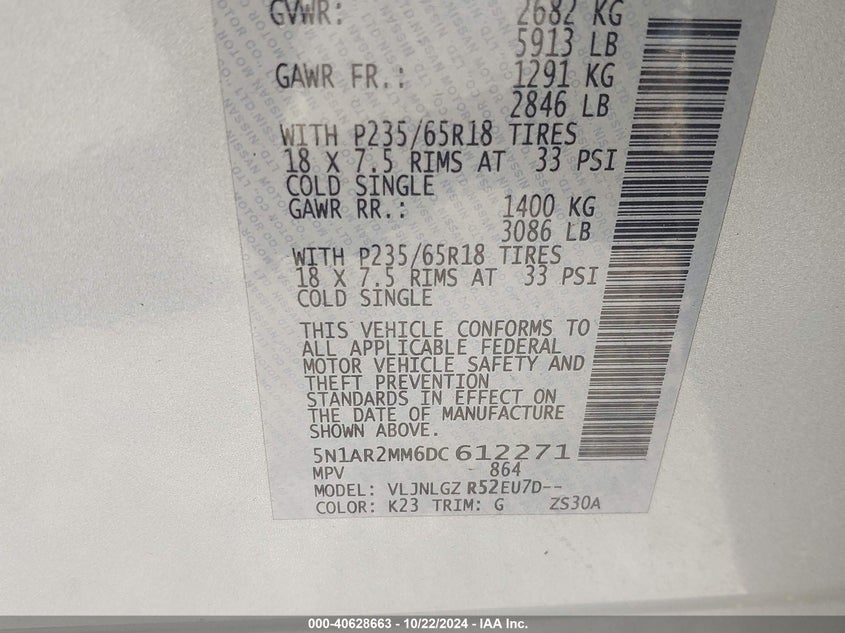 GVWR: 2682 KG
5913 LB
GAWR FR.: 1291 KG
2846 LB
WITH P235/65R18 TIRES
18 X 7.5 RIMS AT 33 PSI
COLD SINGLE
GAWR RR.: 1400 KG
3086 LB
WITH P235/65R18 TIRES
18 X 7.5 RIMS AT 33 PSI
COLD SINGLE
THIS VEHICLE CONFORMS TO
ALL APPLICABLE FEDERAL
MOTOR VEHICLE SAFETY AND
THEFT PREVENTION
STANDARDS IN EFFECT ON
THE DATE OF MANUFACTURE
SHOWN ABOVE.
5N1AR2MM6DC 612271
MPV 864
MODEL: VLJNLGZ R52EU7D--
COLOR: K23 TRIM: G ZS30A
000-40628663 - 10/22/2024 - IAA Inc.